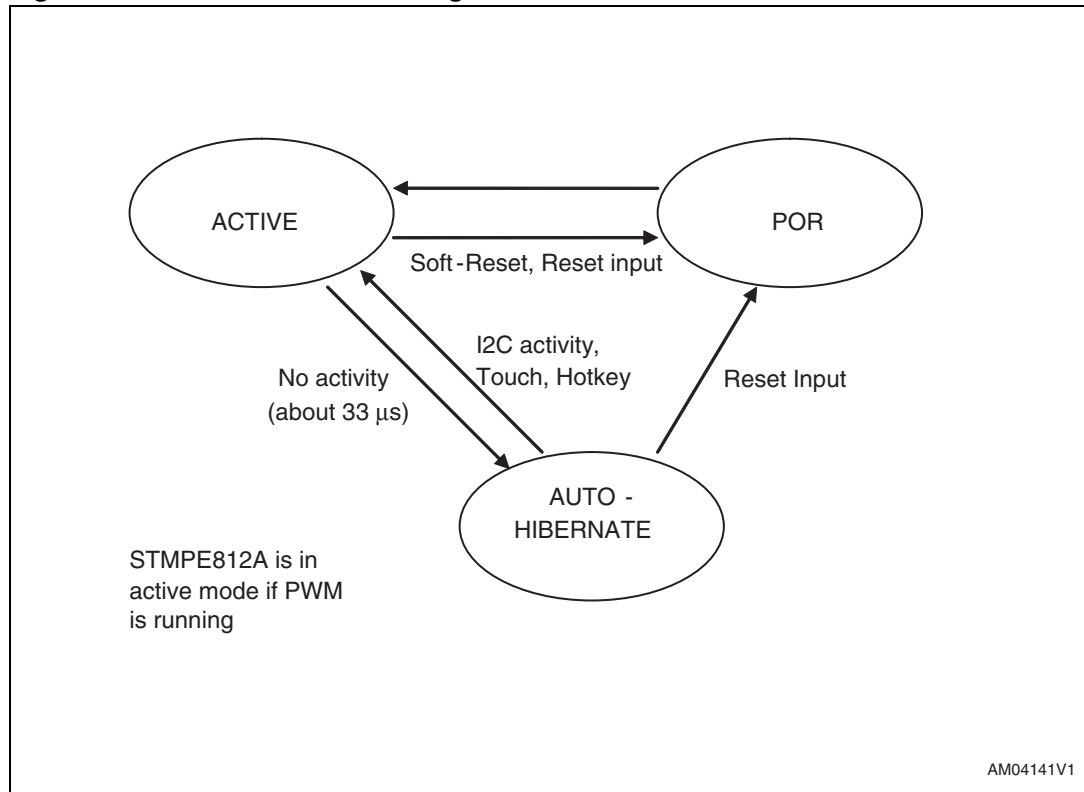 ACTIVE
POR
Soft-Reset, Reset input
I2C activity,
Touch, Hotkey
No activity
(about 33 μs)
Reset Input
AUTO -
HIBERNATE
STMPE812A is in
active mode if PWM
is running
AM04141V1